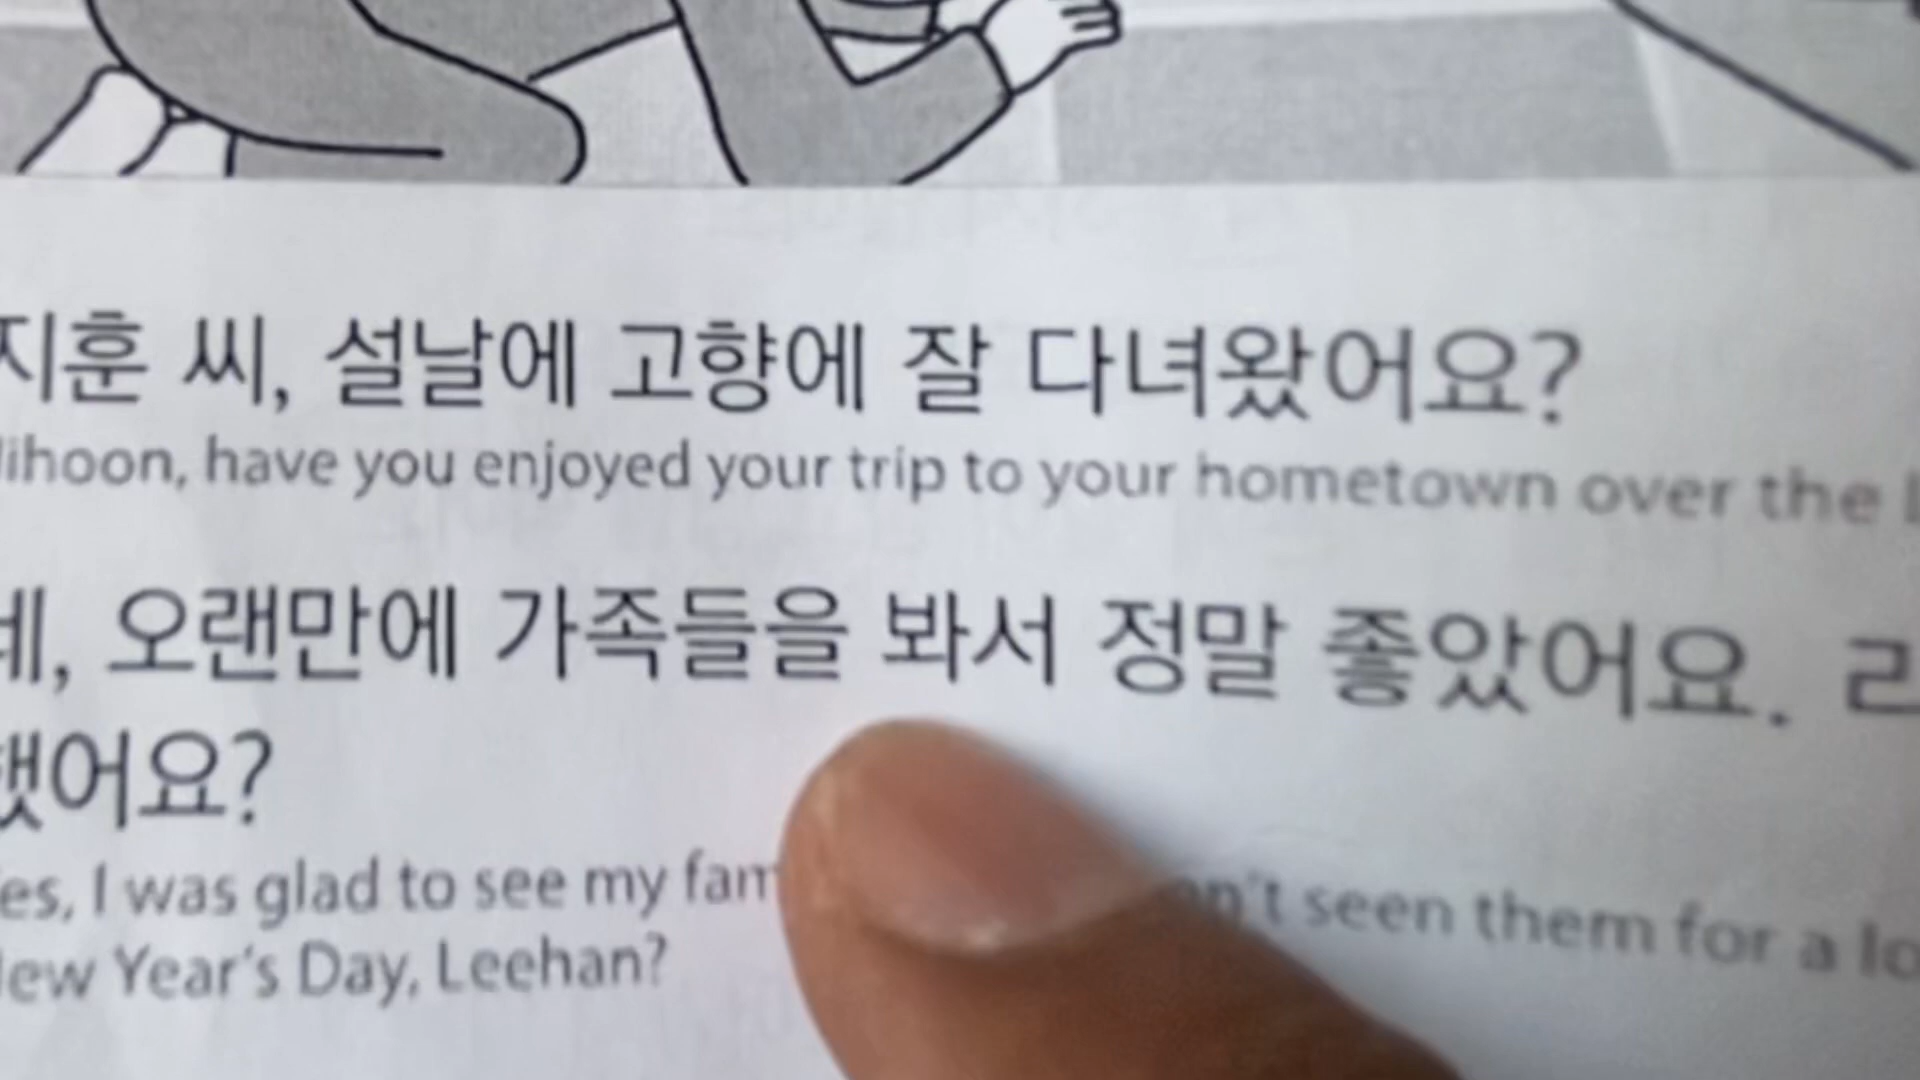 지훈 씨, 설날에 고향에 잘 다녀왔어요?
Jihoon, have you enjoyed your trip to your hometown over the
네, 오랜만에 가족들을 봐서 정말 좋았어요.
했어요?
Yes, I was glad to see my seen them for a
New Year's Day, Leehan?